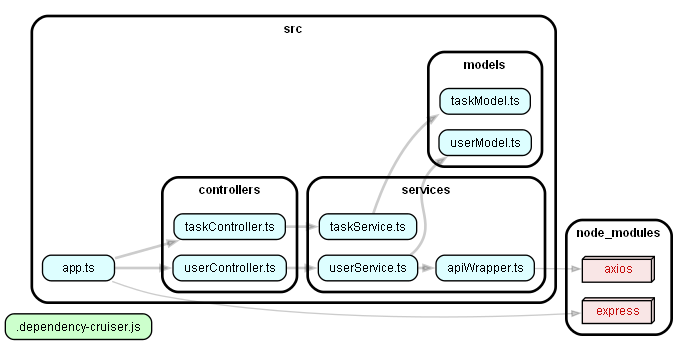 src
models
taskModel.ts
userModel.ts
controllers
services
taskController.ts
taskService.ts
node_modules
app.ts
userController.ts
userService.ts
apiWrapper.ts
axios
express
.dependency-cruiser.js